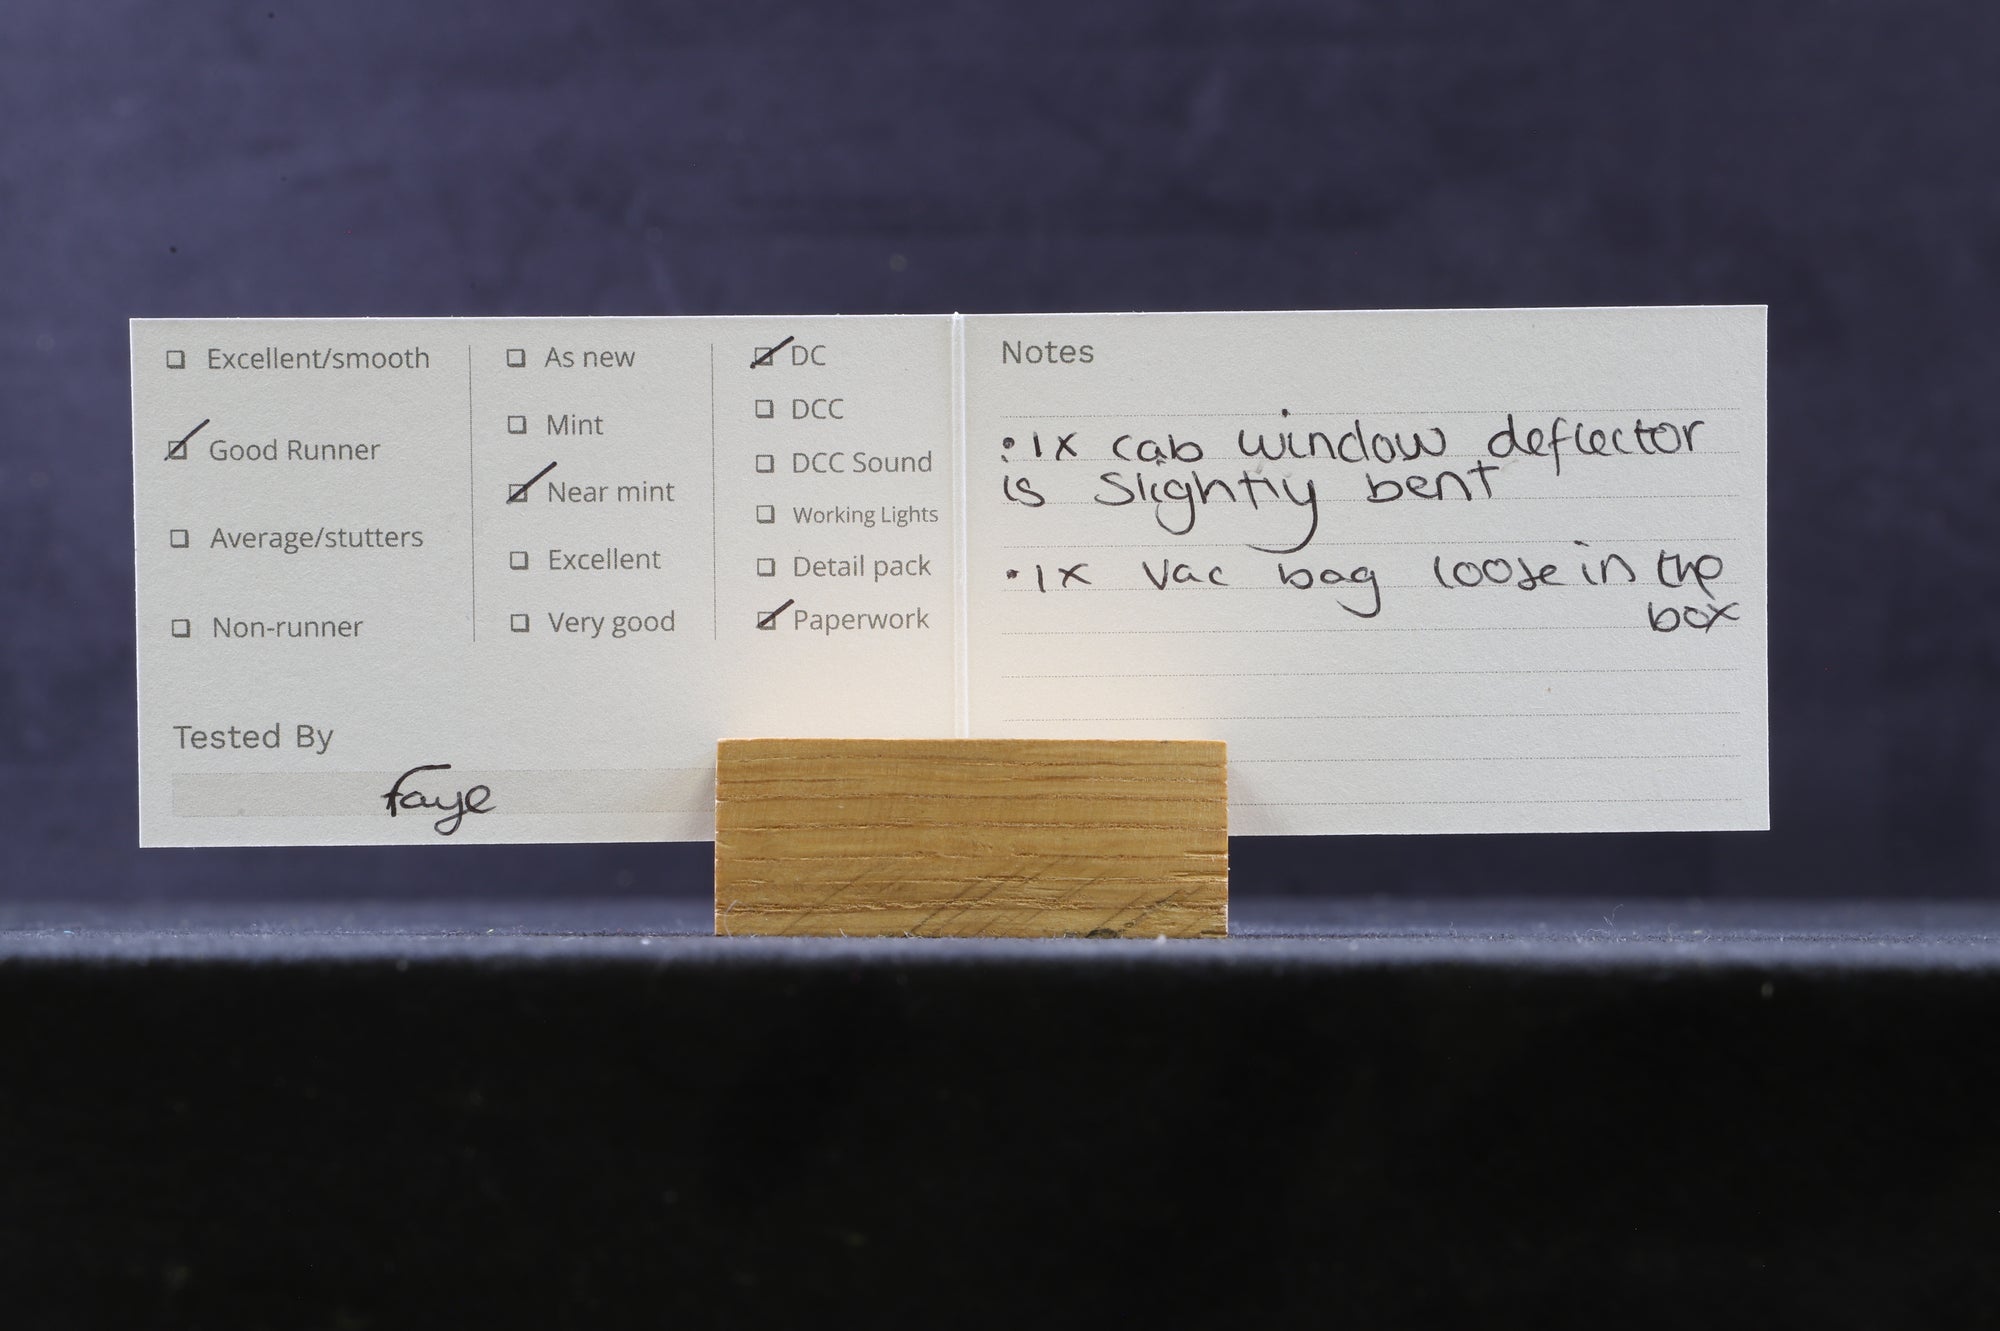 Excellent/smooth
Good Runner
Average/stutters
Non-runner
As new
Mint
Near mint
Excellent
Very good
DC
DCC
DCC Sound
Working Lights
Detail pack
Paperwork
Tested By
Faye
Notes
• 1x cab window deflector
is slightly bent
• 1x vac bag loose in the
box